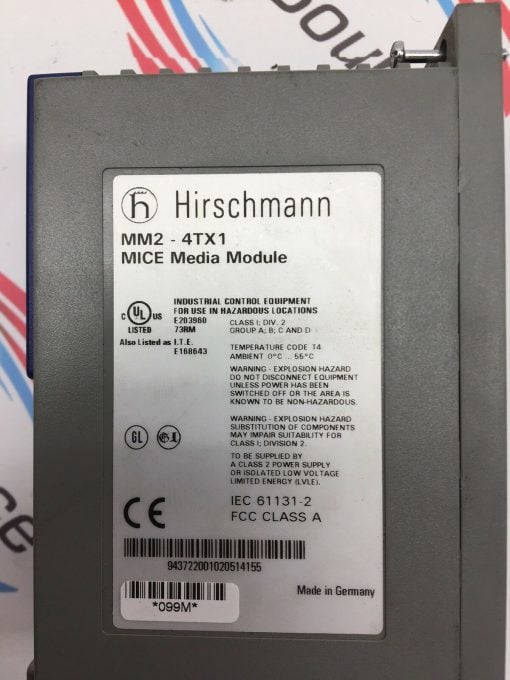 Hirschmann
MM2 - 4TX1
MICE Media Module
INDUSTRIAL CONTROL EQUIPMENT
FOR USE IN HAZARDOUS LOCATIONS
C UL US
LISTED
E203960
73RM
CLASS I; DIV. 2
GROUP A; B; C AND D
Also Listed as I.T.E.
E168643
TEMPERATURE CODE T4
AMBIENT 0°C ... 55°C
WARNING - EXPLOSION HAZARD
DO NOT DISCONNECT EQUIPMENT
UNLESS POWER HAS BEEN
SWITCHED OFF OR THE AREA IS
KNOWN TO BE NON-HAZARDOUS.
WARNING - EXPLOSION HAZARD
SUBSTITUTION OF COMPONENTS
MAY IMPAIR SUITABILITY FOR
CLASS I; DIVISION 2.
GL
TO BE SUPPLIED BY
A CLASS 2 POWER SUPPLY
or ISOLATED LOW VOLTAGE
LIMITED ENERGY (LVLE).
CE
IEC 61131-2
FCC CLASS A
943722001020514155
Made in Germany
*099M*